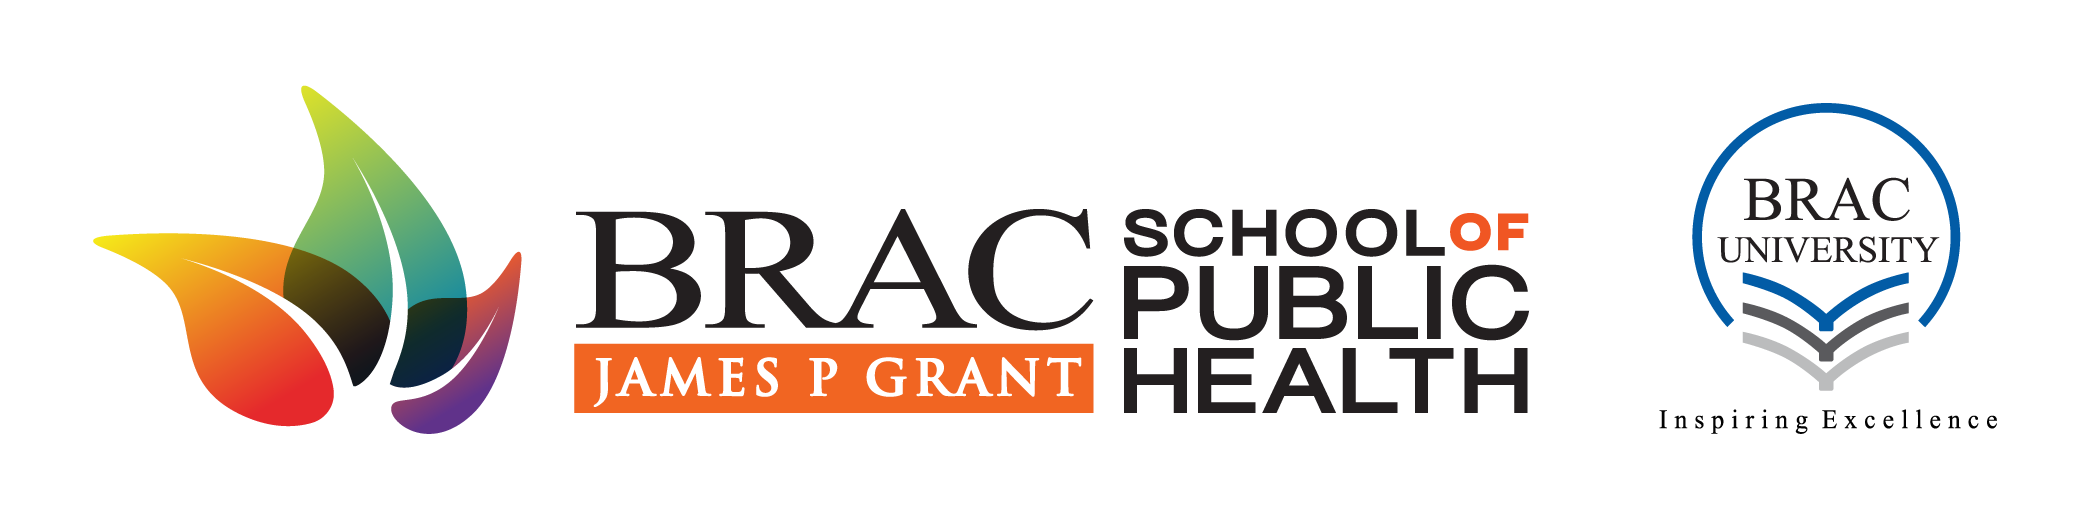 BRAC
JAMES P GRANT
SCHOOL OF
PUBLIC
HEALTH
BRAC
UNIVERSITY
Inspiring Excellence